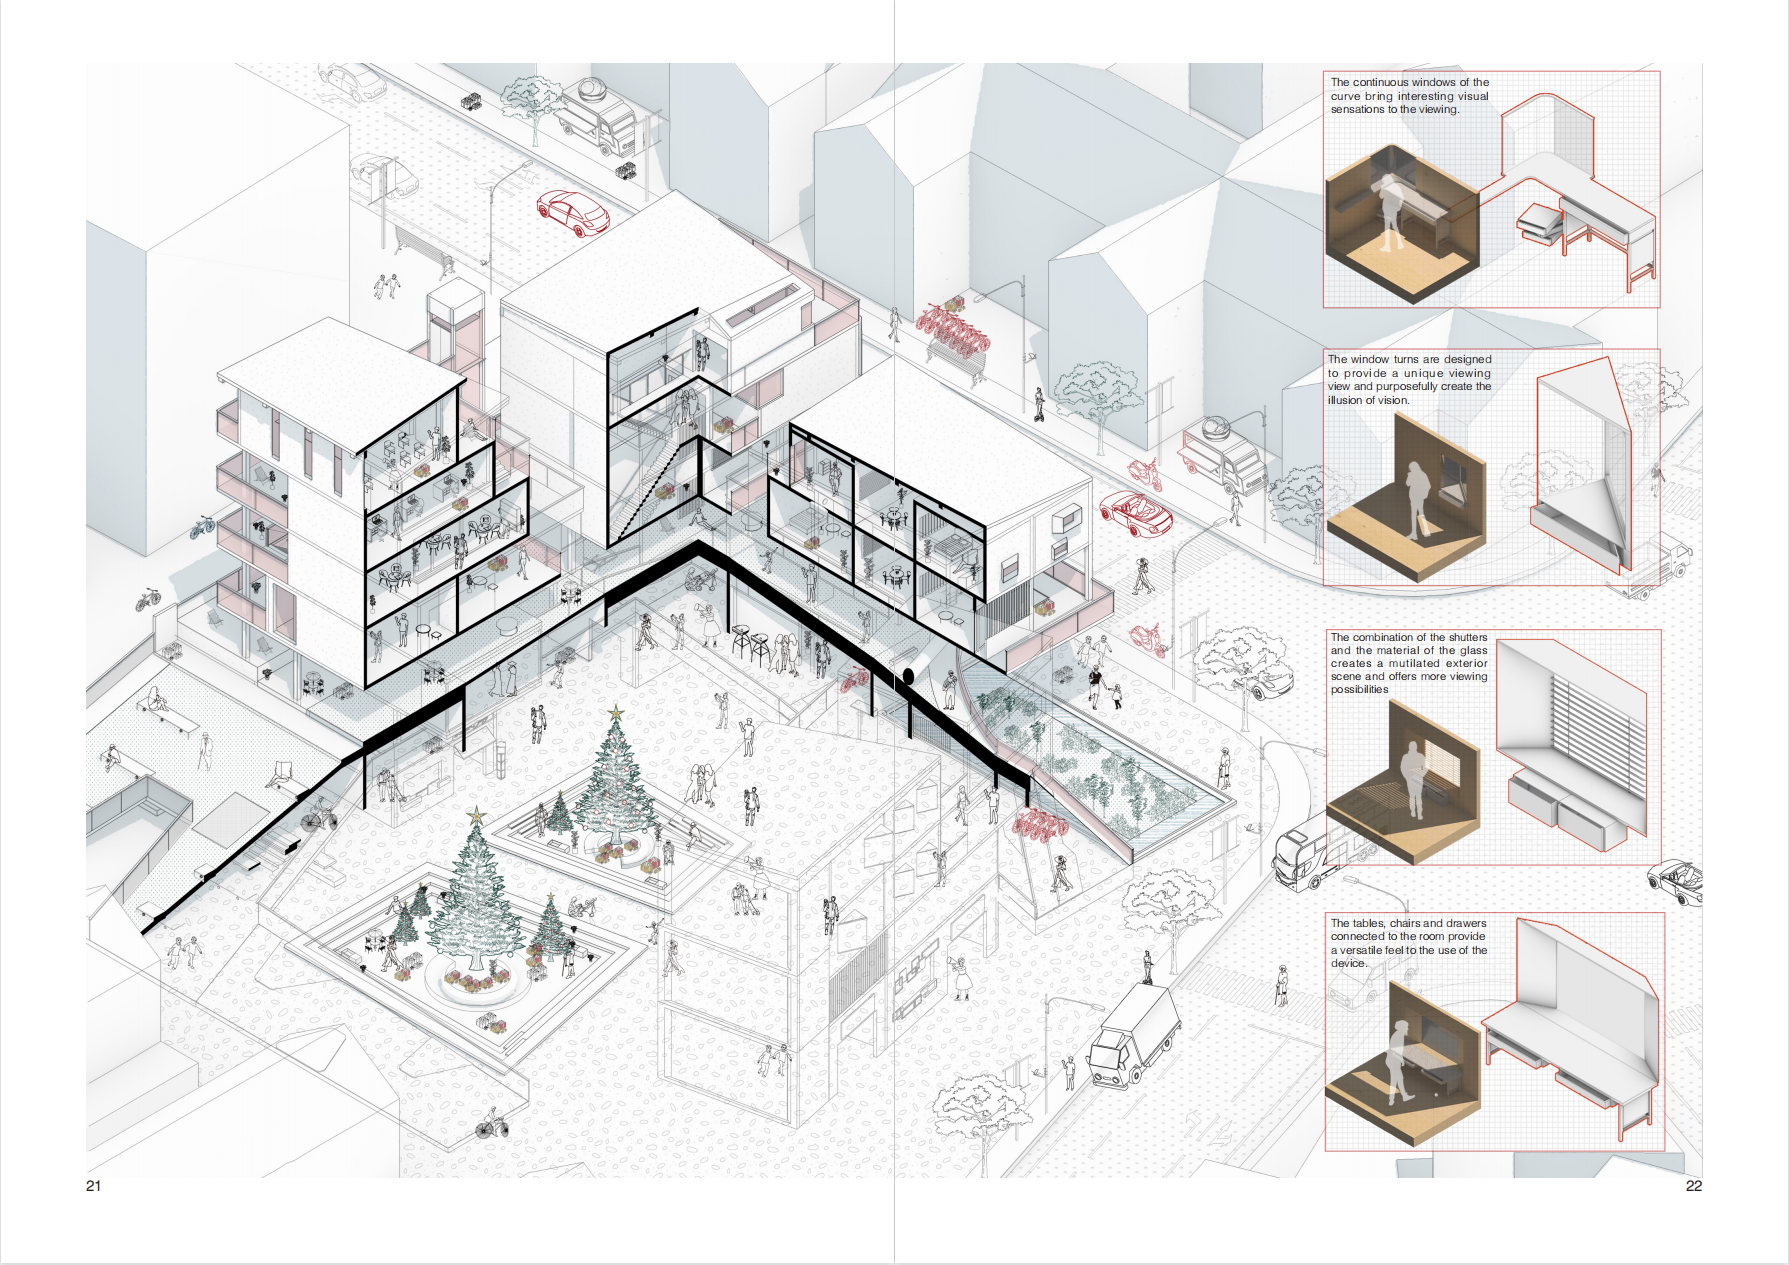 The continuous windows of the
curve bring interesting visual
sensations to the viewing.
The window turns are designed
to provide a unique viewing
view and purposefully create the
illusion of vision.
The combination of the shutters
and the material of the glass
creates a mutilated exterior
scene and offers more viewing
possibilities
The tables, chairs and drawers
connected to the room provide
a versatile feel to the use of the
device.
21
22